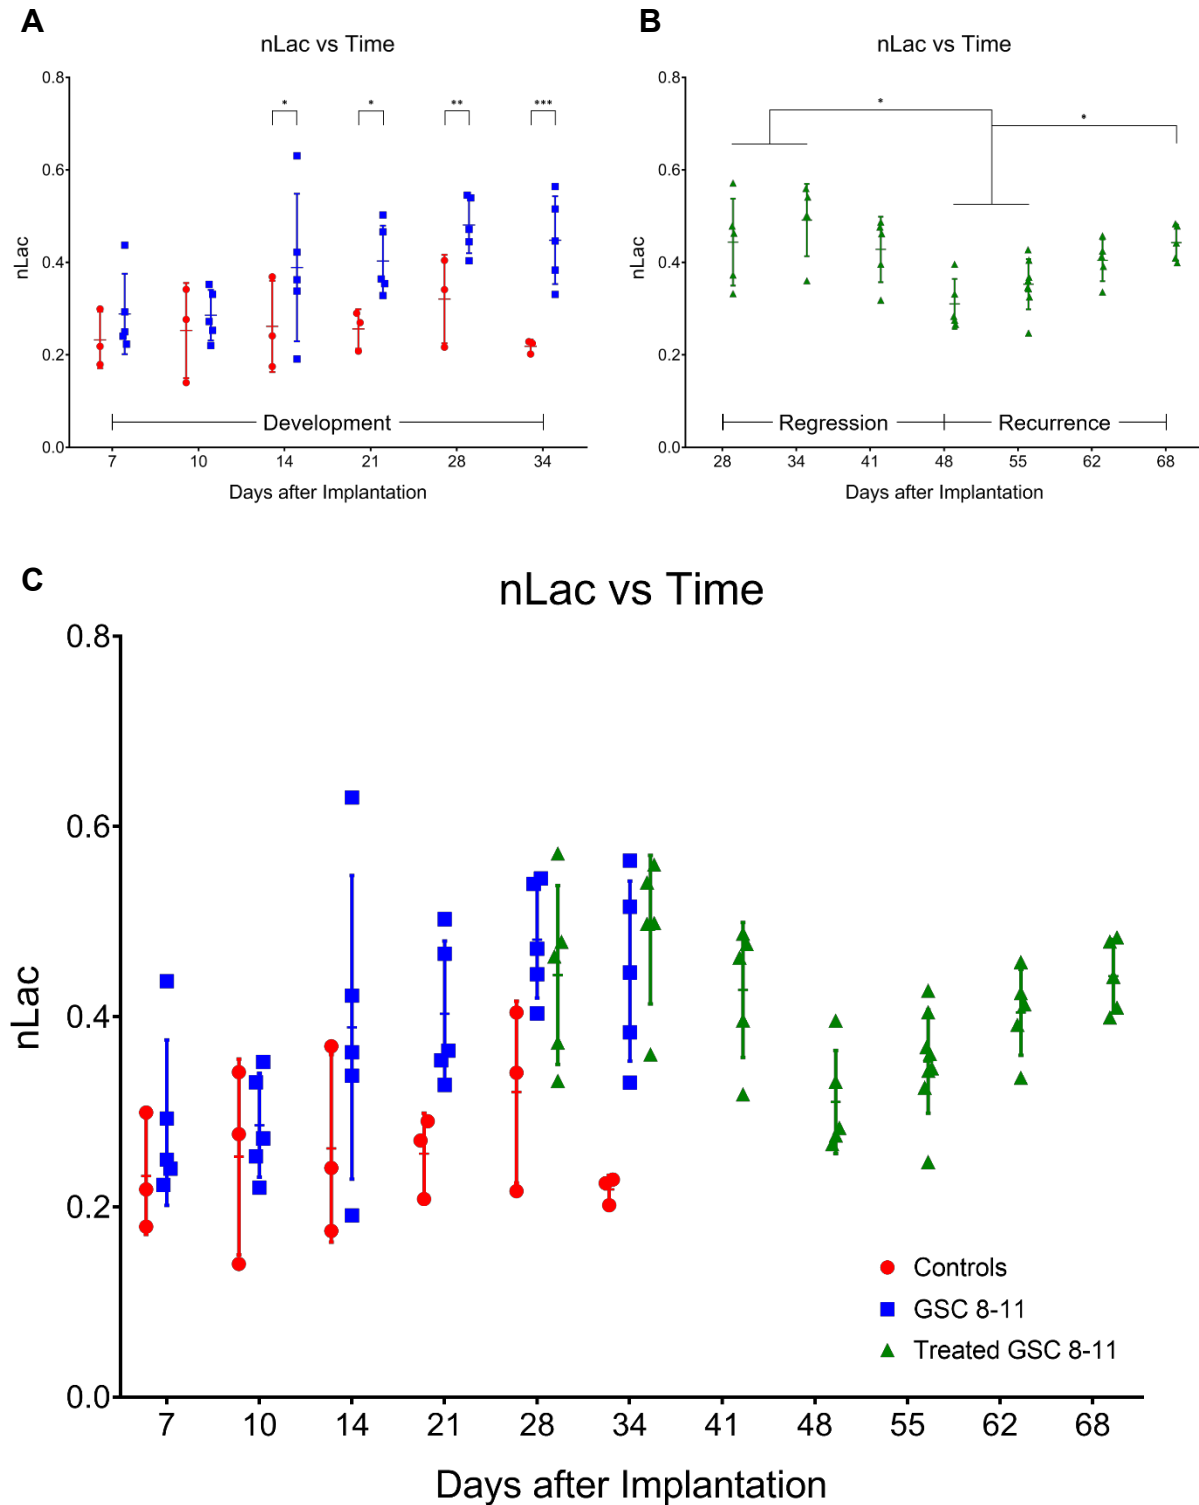 A
nLac vs Time
0.8
0.6
0.4
0.2
0.0
nLac
* * ** ***
Development
7 10 14 21 28 34
Days after Implantation
B
nLac vs Time
0.8
0.6
0.4
0.2
0.0
nLac
*
*
Regression Recurrence
28 34 41 48 55 62 68
Days after Implantation
C
nLac vs Time
0.8
0.6
0.4
0.2
0.0
nLac
Controls
GSC 8-11
Treated GSC 8-11
7 10 14 21 28 34 41 48 55 62 68
Days after Implantation